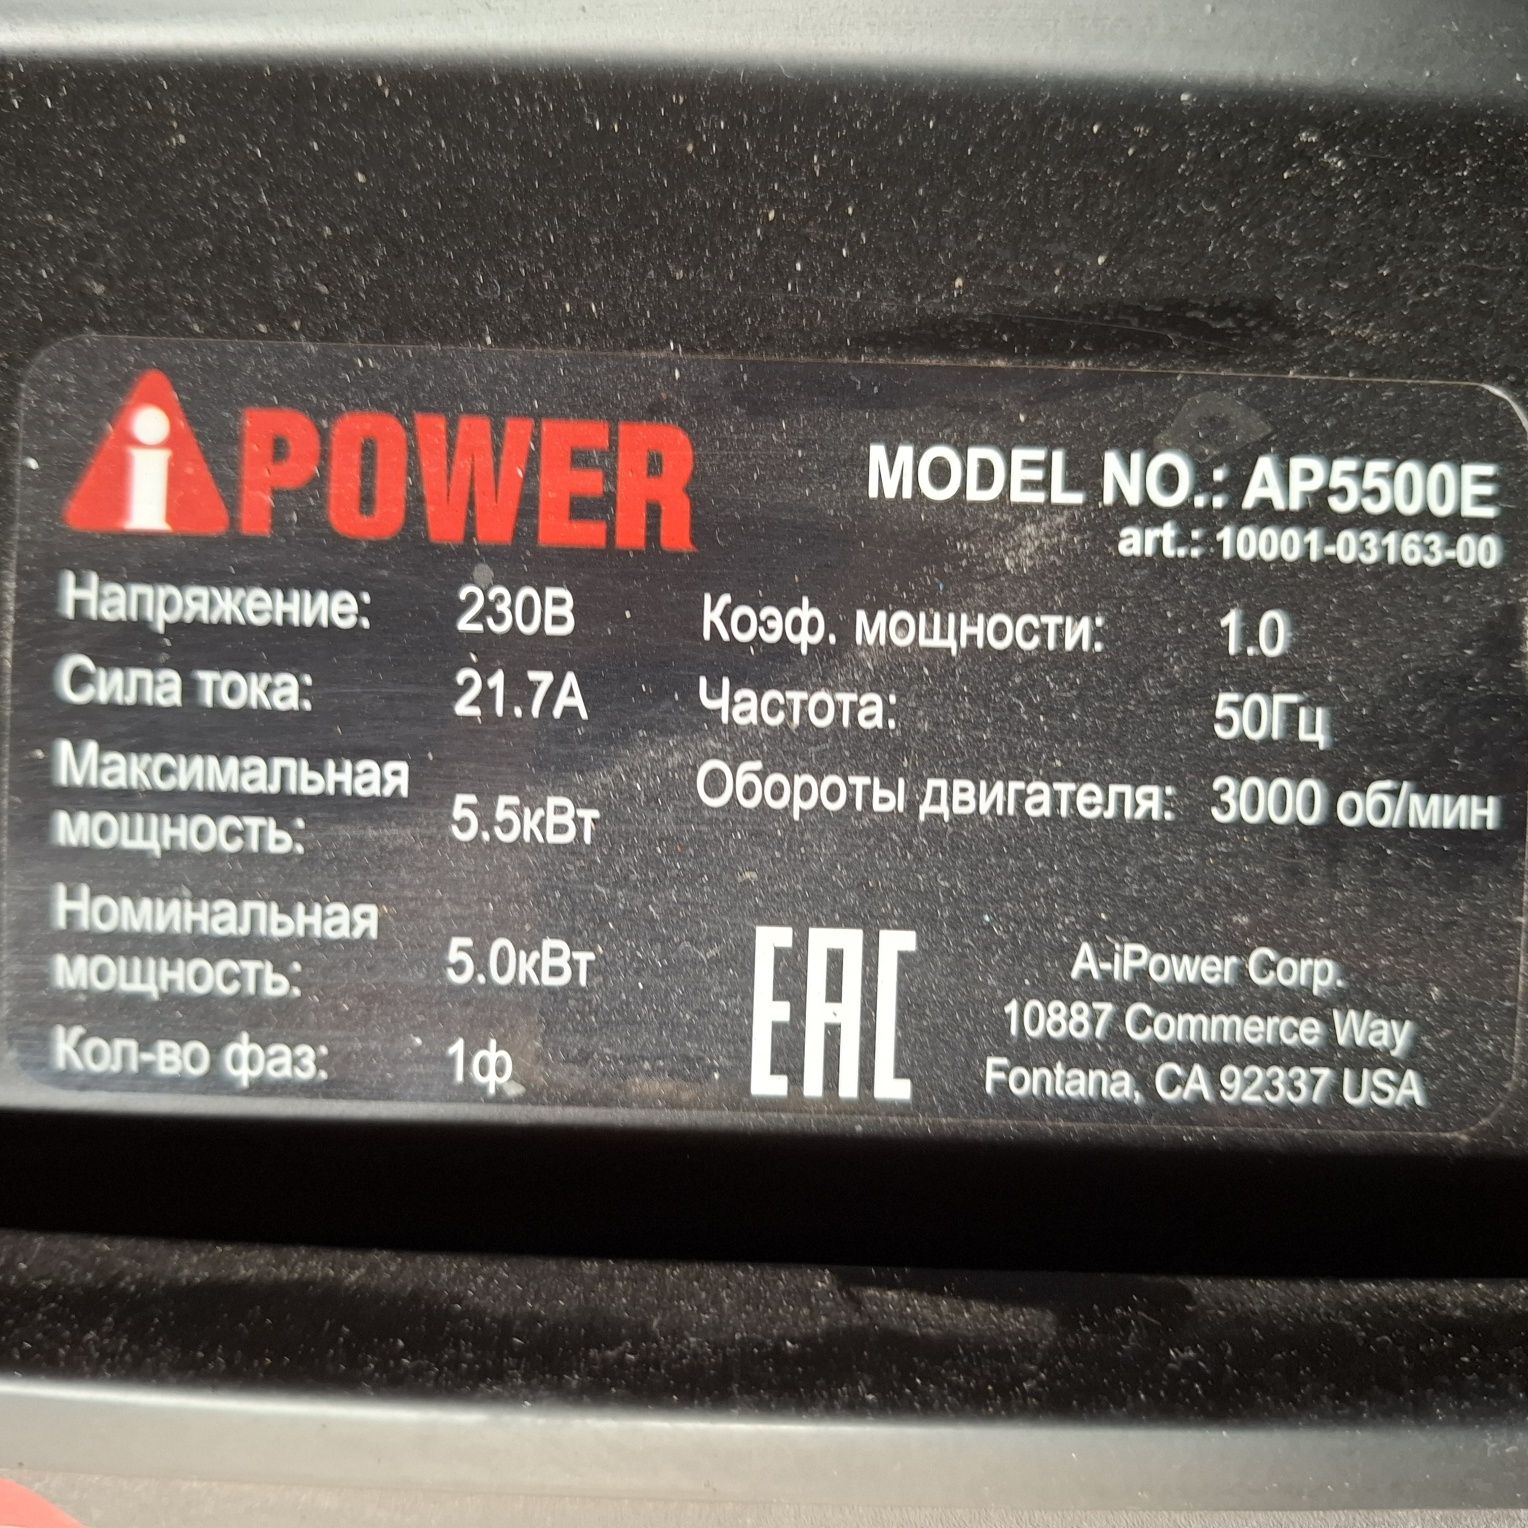 iPOWER
MODEL NO.: AP5500E
art.: 10001-03163-00
Напряжение: 230В
Сила тока: 21.7А
Максимальная
мощность: 5.5кВт
Номинальная
мощность: 5.0кВт
Кол-во фаз: 1ф
Коэф. мощности: 1.0
Частота: 50Гц
Обороты двигателя: 3000 об/мин
EAC
A-iPower Corp.
10887 Commerce Way
Fontana, CA 92337 USA